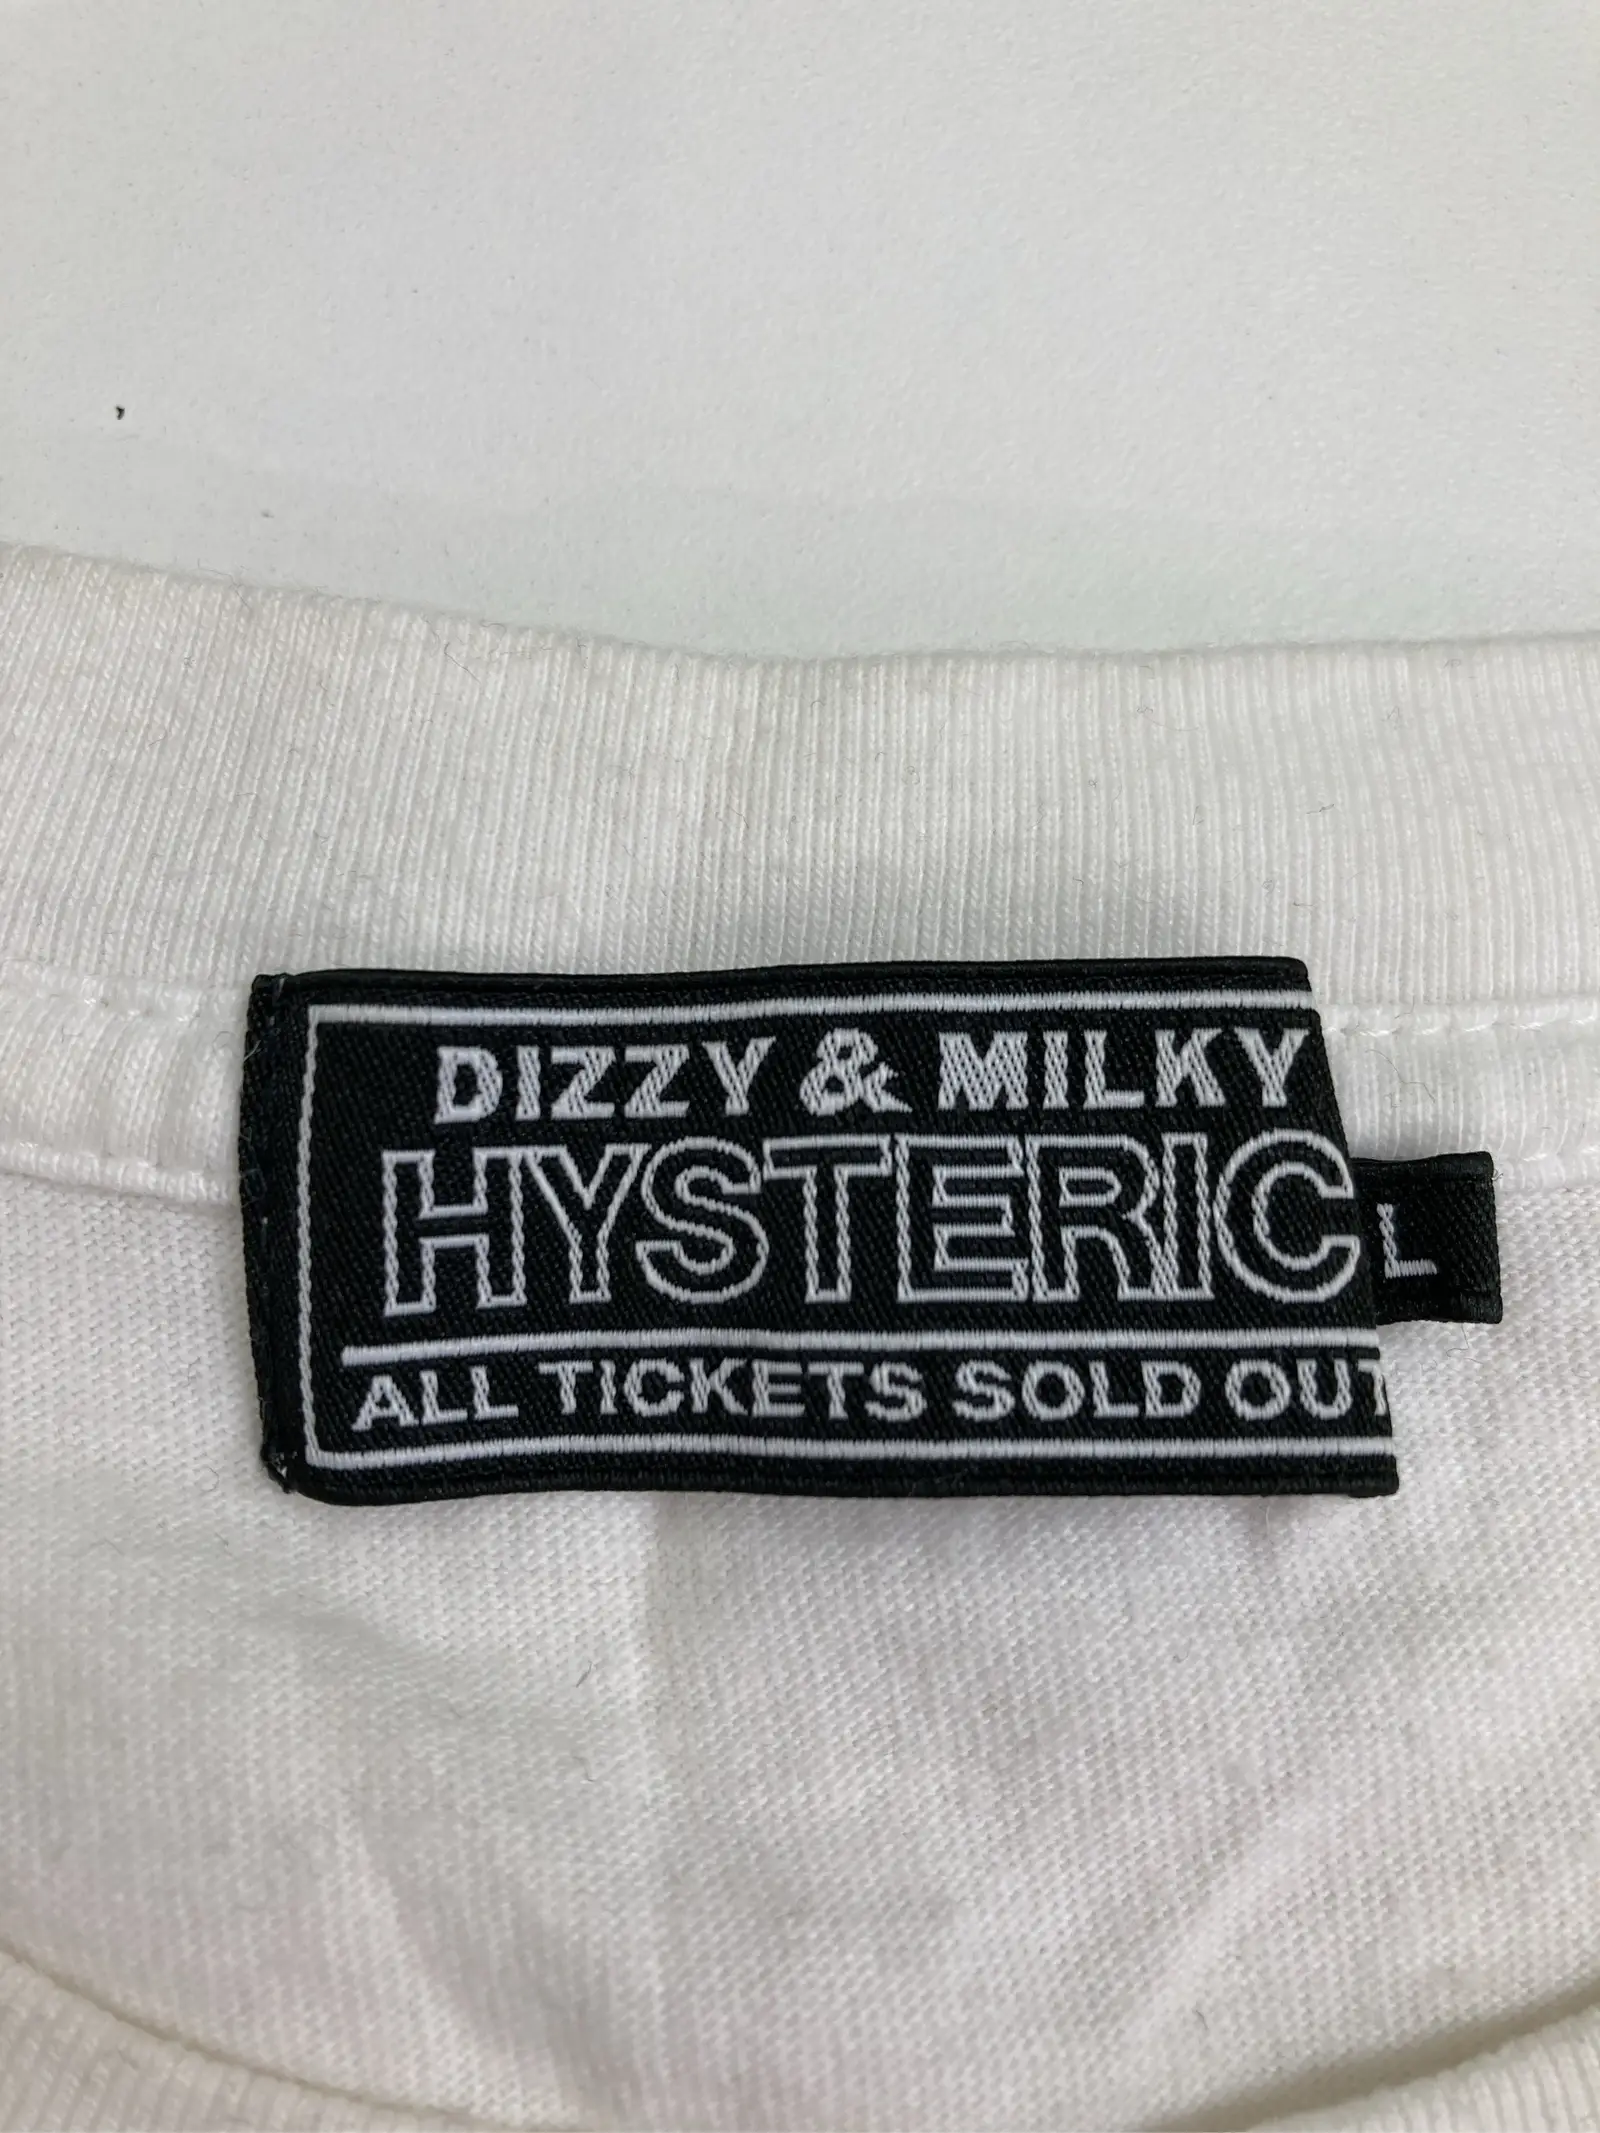 DIZZY & MILKY
HYSTERIC
L
ALL TICKETS SOLD OUT